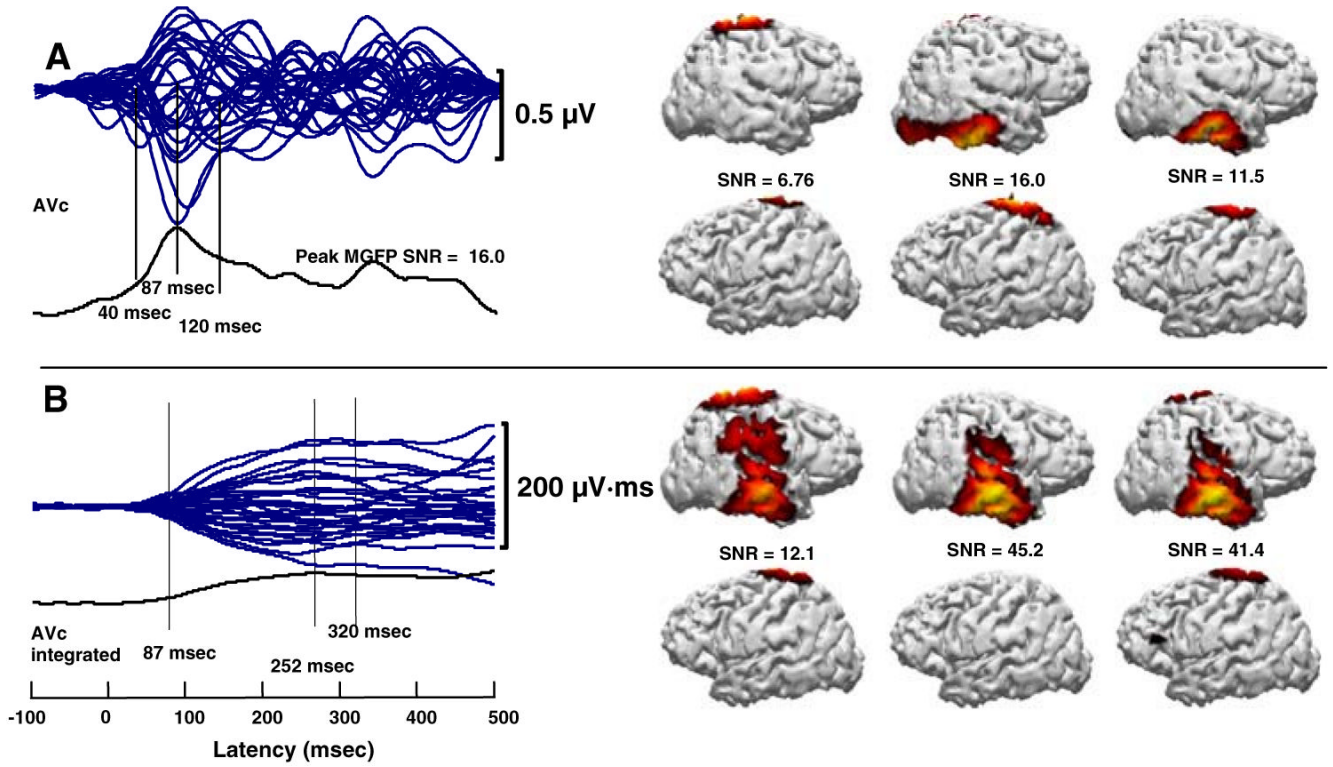 A
0.5 µV
AVc
Peak MGFP SNR = 16.0
87 msec
40 msec
120 msec
SNR = 6.76
SNR = 16.0
SNR = 11.5
B
200 µV·ms
AVc
integrated
87 msec
252 msec
320 msec
SNR = 12.1
SNR = 45.2
SNR = 41.4
-100 0 100 200 300 400 500
Latency (msec)